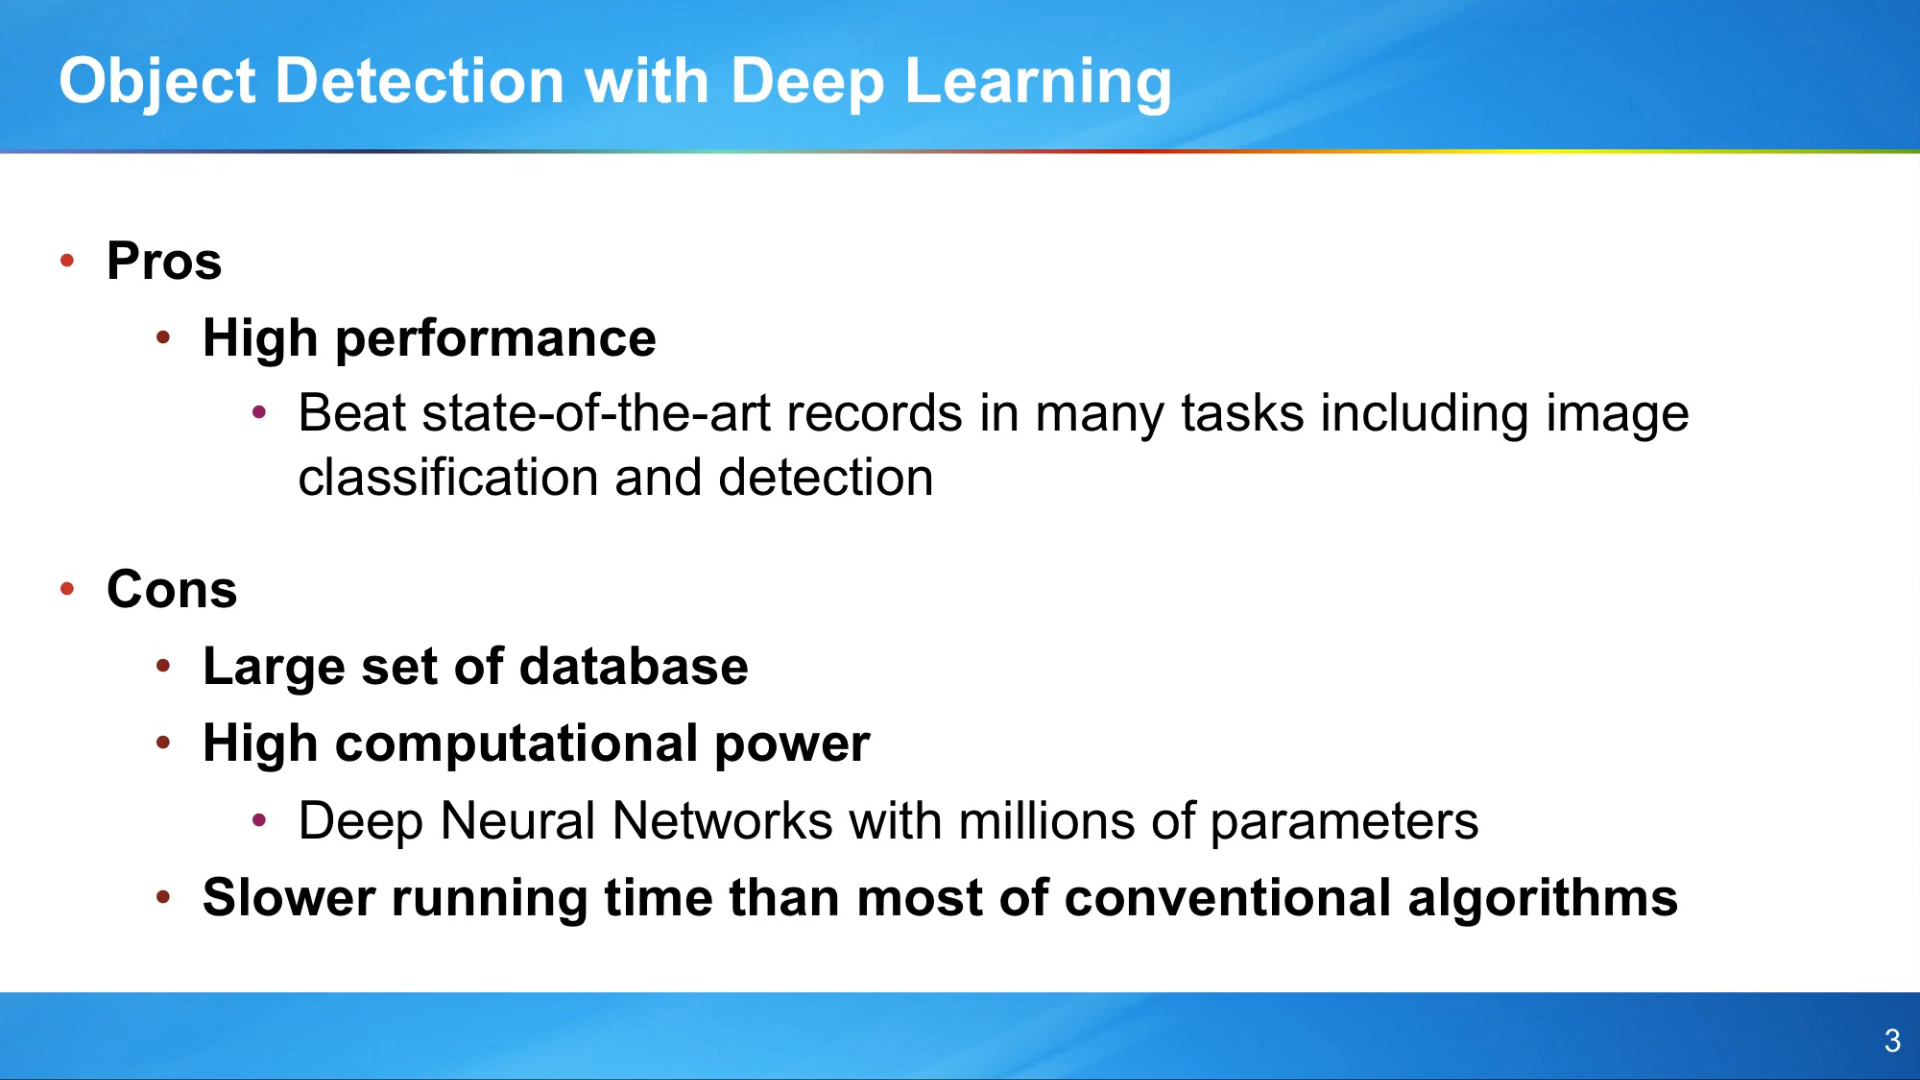 Object Detection with Deep Learning
• Pros
• High performance
• Beat state-of-the-art records in many tasks including image
classification and detection
• Cons
• Large set of database
• High computational power
• Deep Neural Networks with millions of parameters
• Slower running time than most of conventional algorithms
3